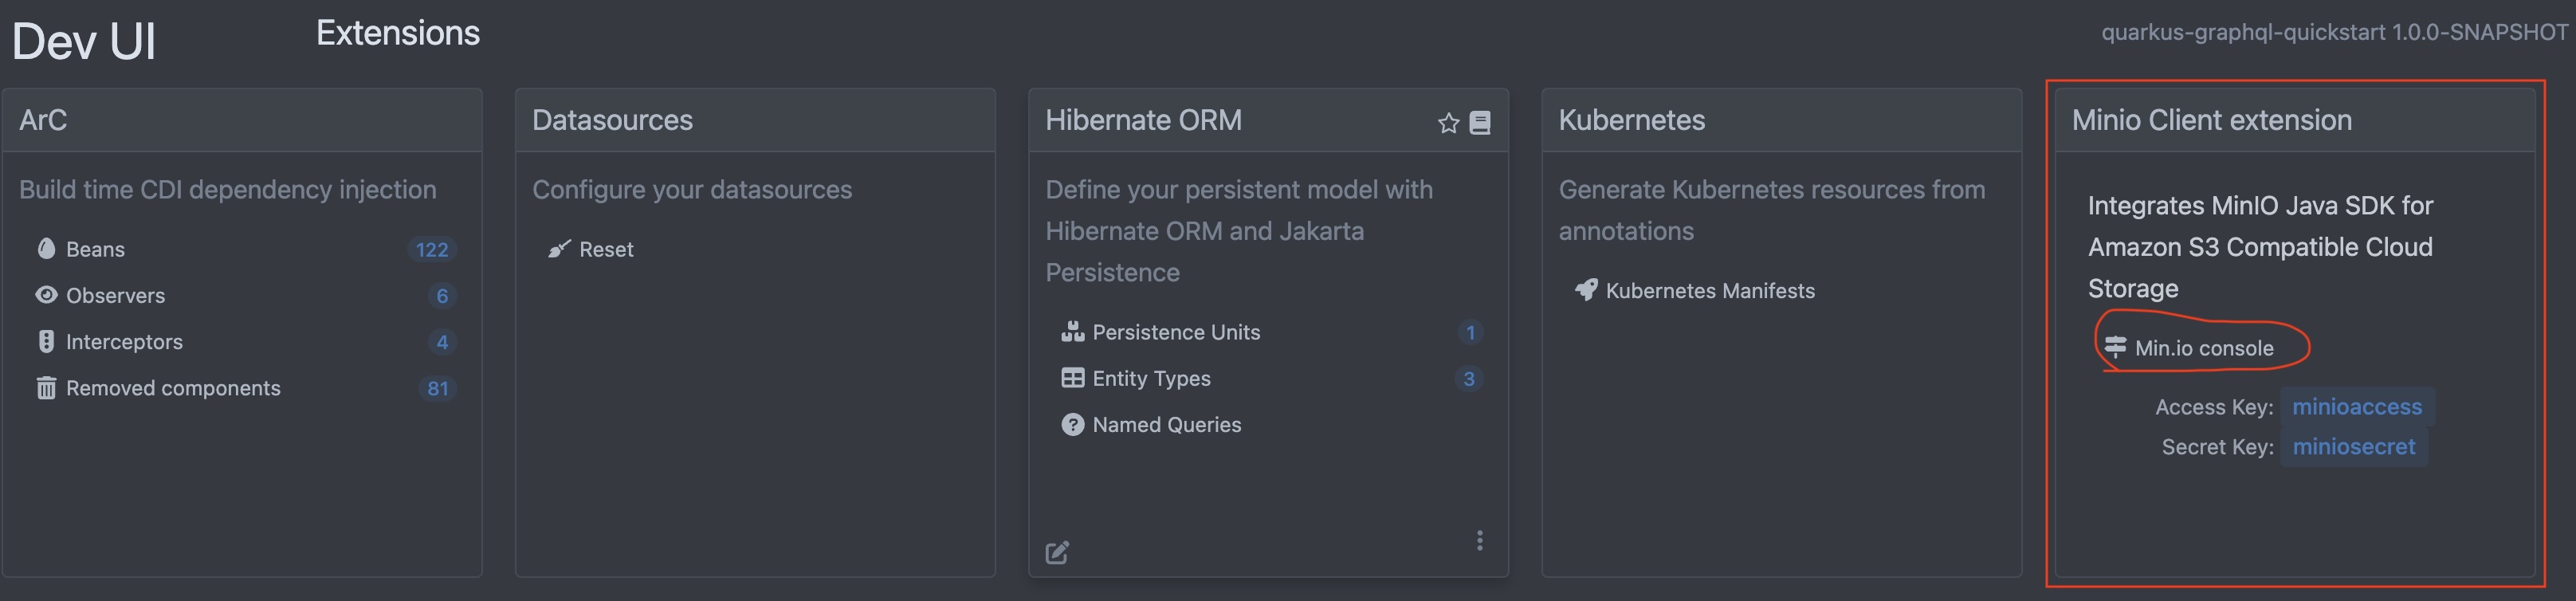 Dev UI
Extensions
quarkus-graphql-quickstart 1.0.0-SNAPSHOT
ArC
Build time CDI dependency injection
Beans 122
Observers 6
Interceptors 4
Removed components 81
Datasources
Configure your datasources
Reset
Hibernate ORM
Define your persistent model with
Hibernate ORM and Jakarta
Persistence
Persistence Units 1
Entity Types 3
Named Queries
Kubernetes
Generate Kubernetes resources from
annotations
Kubernetes Manifests
Minio Client extension
Integrates MinIO Java SDK for
Amazon S3 Compatible Cloud
Storage
Min.io console
Access Key: minioaccess
Secret Key: miniosecret